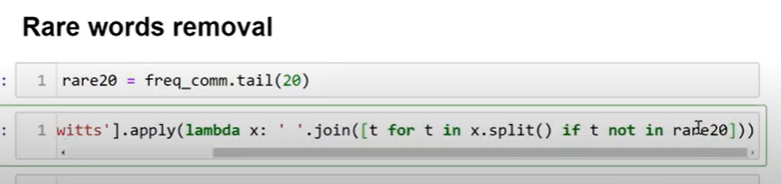 Rare words removal
: 1 rare20 = freq_comm.tail(20)
: 1 witts'].apply(lambda x: ' '.join([t for t in x.split() if t not in rare20]))